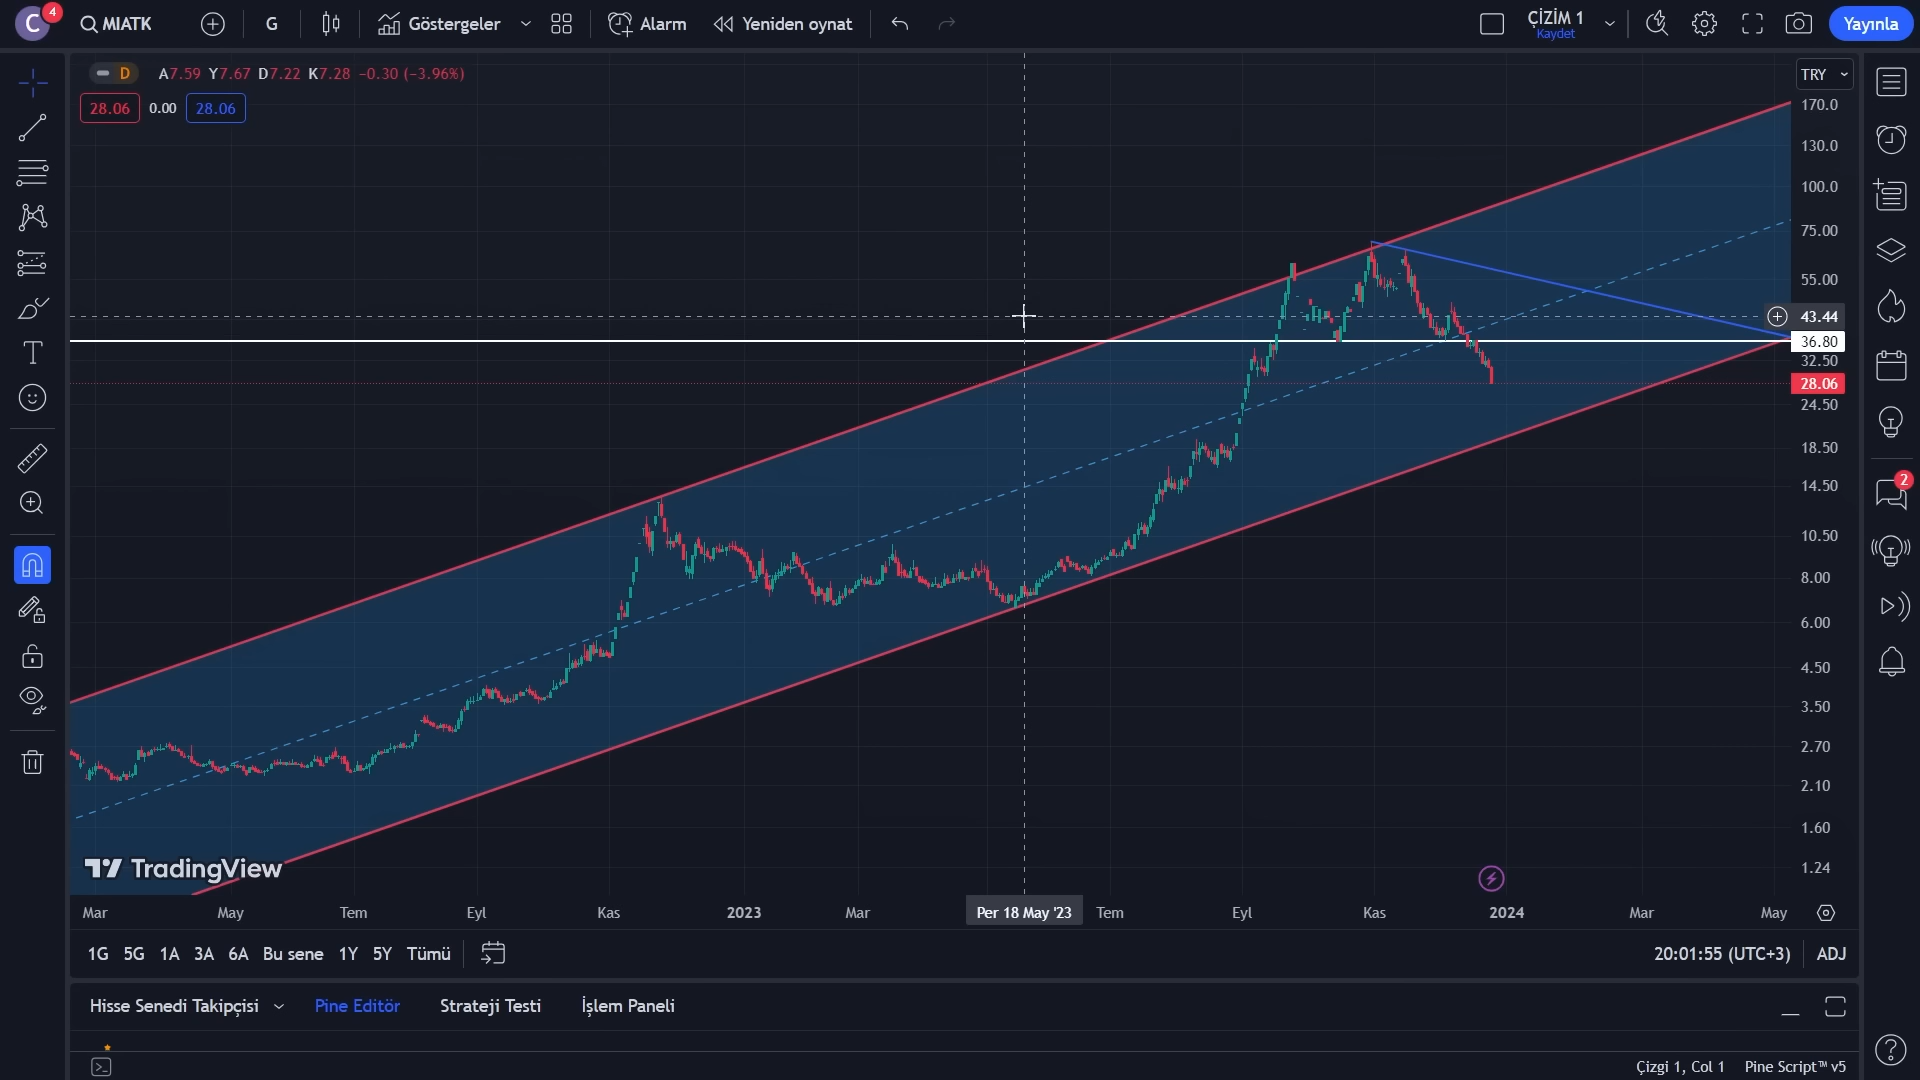 C 4 MIATK G Göstergeler Alarm Yeniden oynat ÇİZİM 1 Yayınla
Kaydet
D A7.59 Y7.67 D7.22 K7.28 −0.30 (−3.96%) TRY
28.06 0.00 28.06
170.0
130.0
100.0
75.00
55.00
43.44
36.80
32.50
28.06
24.50
18.50
14.50
2
10.50
8.00
6.00
4.50
3.50
2.70
2.10
1.60
1.24
TradingView
Mar May Tem Eyl Kas 2023 Mar Per 18 May '23 Tem Eyl Kas 2024 Mar May
1G 5G 1A 3A 6A Bu sene 1Y 5Y Tümü 20:01:55 (UTC+3) ADJ
Hisse Senedi Takipçisi Pine Editör Strateji Testi İşlem Paneli
Çizgi 1, Col 1 Pine Script™ v5